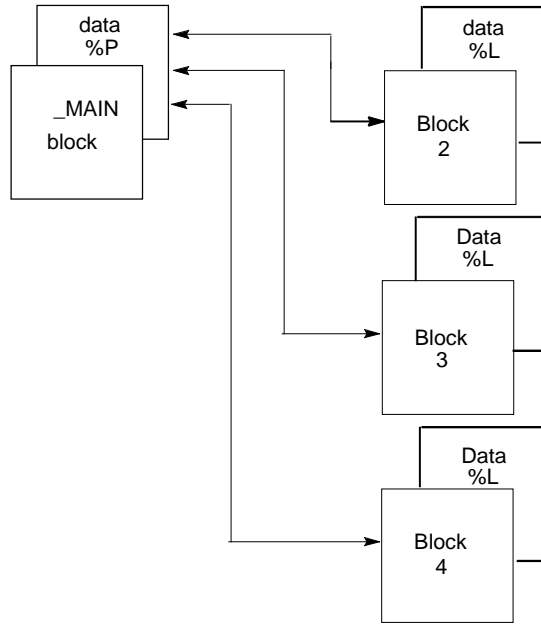 data
%P
_MAIN
block
data
%L
Block
2
Data
%L
Block
3
Data
%L
Block
4